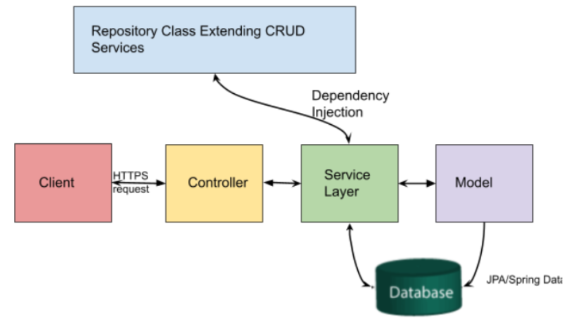 Repository Class Extending CRUD
Services
Dependency
Injection
Client
HTTPS
request
Controller
Service
Layer
Model
Database
JPA/Spring Data